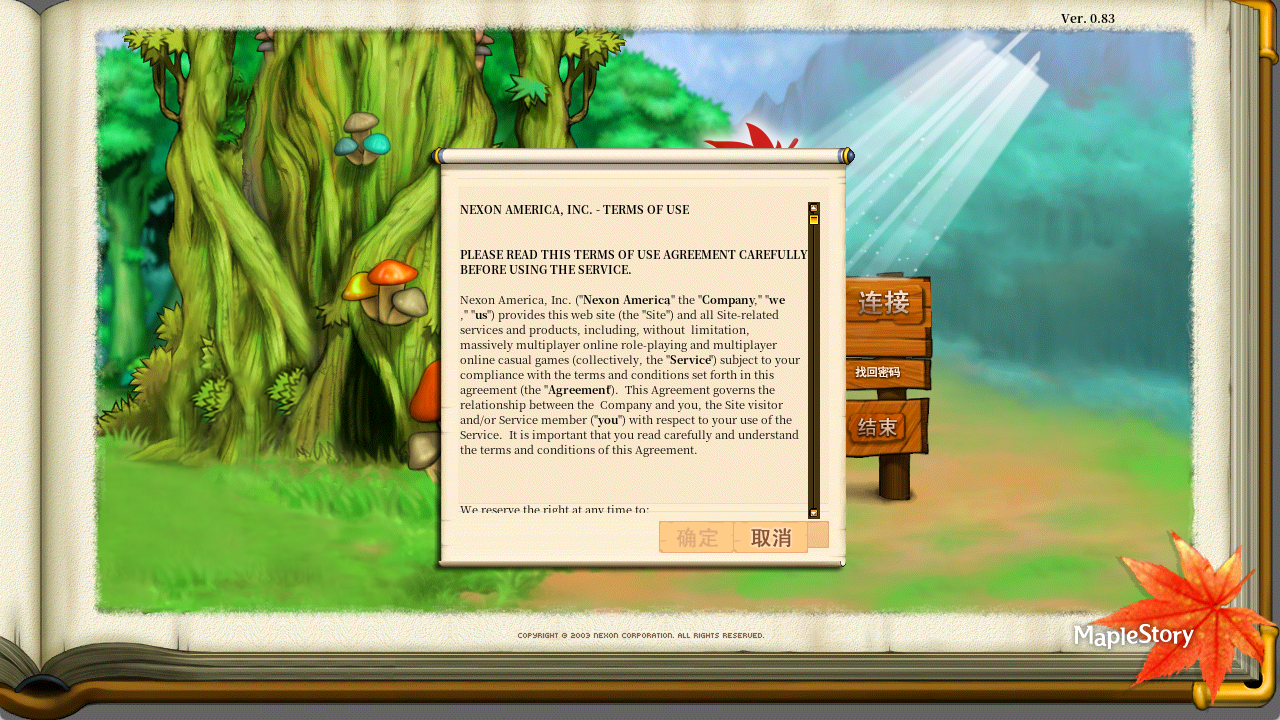 Ver. 0.83
NEXON AMERICA, INC. - TERMS OF USE
PLEASE READ THIS TERMS OF USE AGREEMENT CAREFULLY
BEFORE USING THE SERVICE.
Nexon America, Inc. ("Nexon America," the "Company," "we
," "us") provides this web site (the "Site") and all Site-related
services and products, including, without  limitation,
massively multiplayer online role-playing and multiplayer
online casual games (collectively, the "Service") subject to your
compliance with the terms and conditions set forth in this
agreement (the "Agreement").  This Agreement governs the
relationship between the  Company and you, the Site visitor
and/or Service member ("you") with respect to your use of the
Service.  It is important that you read carefully and understand
the terms and conditions of this Agreement.
We reserve the right at any time to:
确定 取消
连接
找回密码
结束
COPYRIGHT © 2003 NEXON CORPORATION. ALL RIGHTS RESERVED.
MapleStory